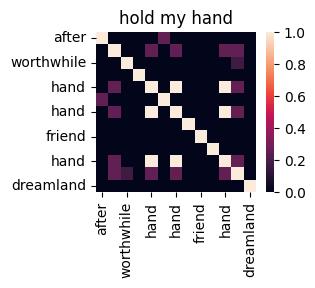 hold my hand
after
worthwhile
hand
hand
friend
hand
dreamland
1.0
0.8
0.6
0.4
0.2
0.0
after
worthwhile
hand
hand
friend
hand
dreamland